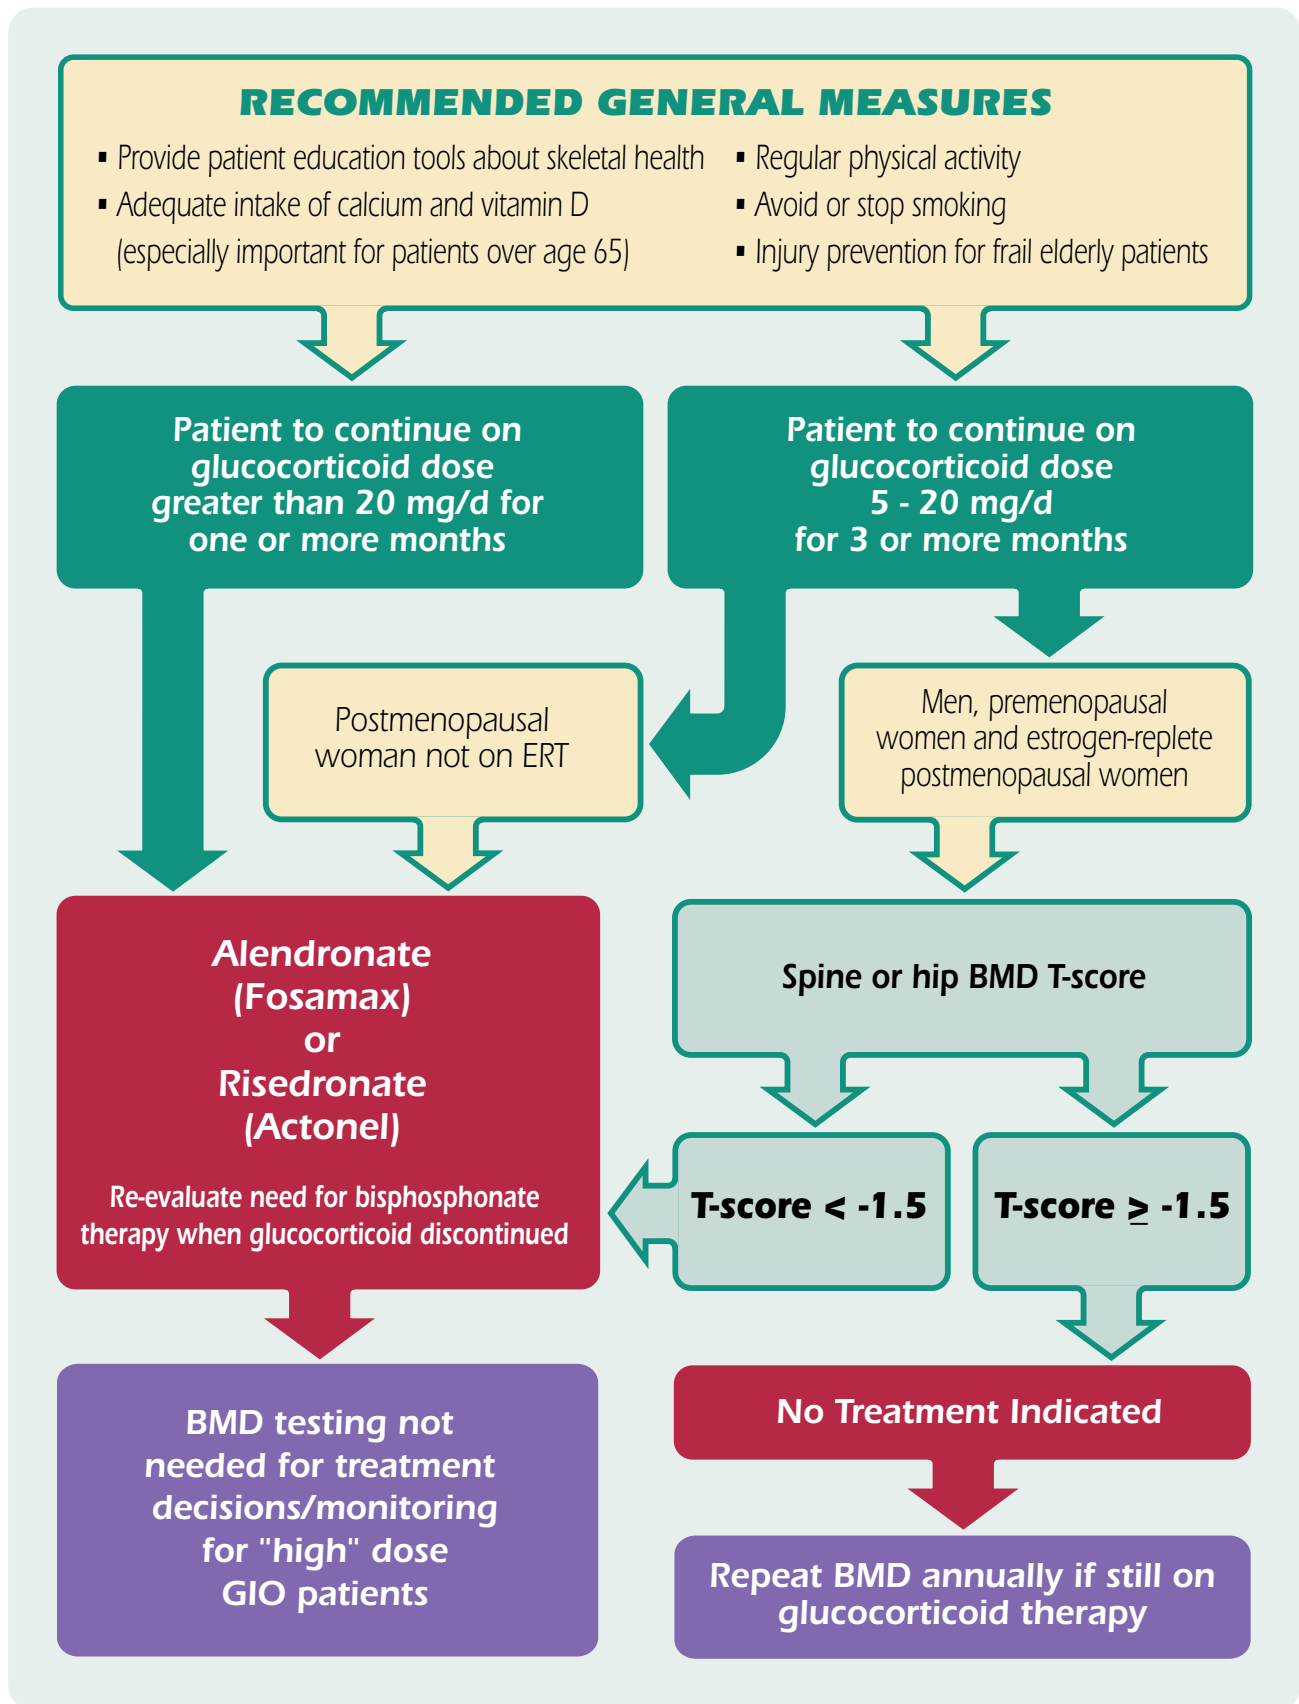 RECOMMENDED GENERAL MEASURES
▪ Provide patient education tools about skeletal health
▪ Adequate intake of calcium and vitamin D
(especially important for patients over age 65)
▪ Regular physical activity
▪ Avoid or stop smoking
▪ Injury prevention for frail elderly patients
Patient to continue on
glucocorticoid dose
greater than 20 mg/d for
one or more months
Patient to continue on
glucocorticoid dose
5 - 20 mg/d
for 3 or more months
Postmenopausal
woman not on ERT
Men, premenopausal
women and estrogen-replete
postmenopausal women
Alendronate
(Fosamax)
or
Risedronate
(Actonel)
Re-evaluate need for bisphosphonate
therapy when glucocorticoid discontinued
Spine or hip BMD T-score
T-score < -1.5
T-score ≥ -1.5
BMD testing not
needed for treatment
decisions/monitoring
for "high" dose
GIO patients
No Treatment Indicated
Repeat BMD annually if still on
glucocorticoid therapy